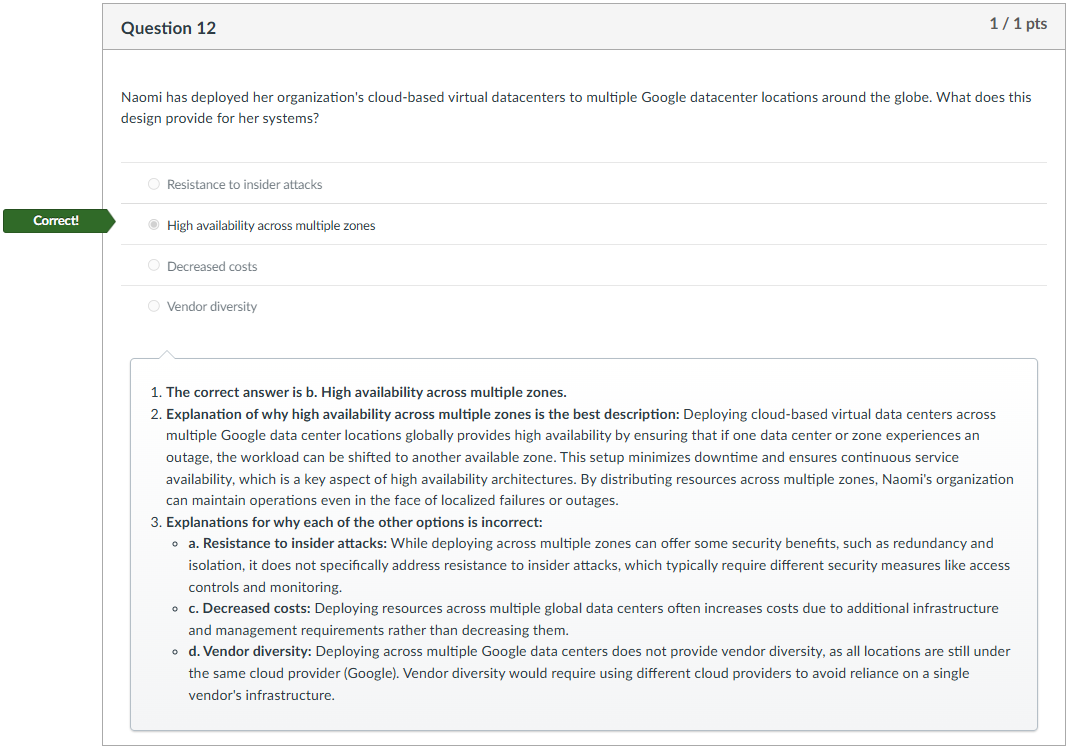 Question 12
1 / 1 pts
Naomi has deployed her organization's cloud-based virtual datacenters to multiple Google datacenter locations around the globe. What does this
design provide for her systems?
Resistance to insider attacks
Correct!
High availability across multiple zones
Decreased costs
Vendor diversity
1. The correct answer is b. High availability across multiple zones.
2. Explanation of why high availability across multiple zones is the best description: Deploying cloud-based virtual data centers across
multiple Google data center locations globally provides high availability by ensuring that if one data center or zone experiences an
outage, the workload can be shifted to another available zone. This setup minimizes downtime and ensures continuous service
availability, which is a key aspect of high availability architectures. By distributing resources across multiple zones, Naomi's organization
can maintain operations even in the face of localized failures or outages.
3. Explanations for why each of the other options is incorrect:
a. Resistance to insider attacks: While deploying across multiple zones can offer some security benefits, such as redundancy and
isolation, it does not specifically address resistance to insider attacks, which typically require different security measures like access
controls and monitoring.
c. Decreased costs: Deploying resources across multiple global data centers often increases costs due to additional infrastructure
and management requirements rather than decreasing them.
d. Vendor diversity: Deploying across multiple Google data centers does not provide vendor diversity, as all locations are still under
the same cloud provider (Google). Vendor diversity would require using different cloud providers to avoid reliance on a single
vendor's infrastructure.